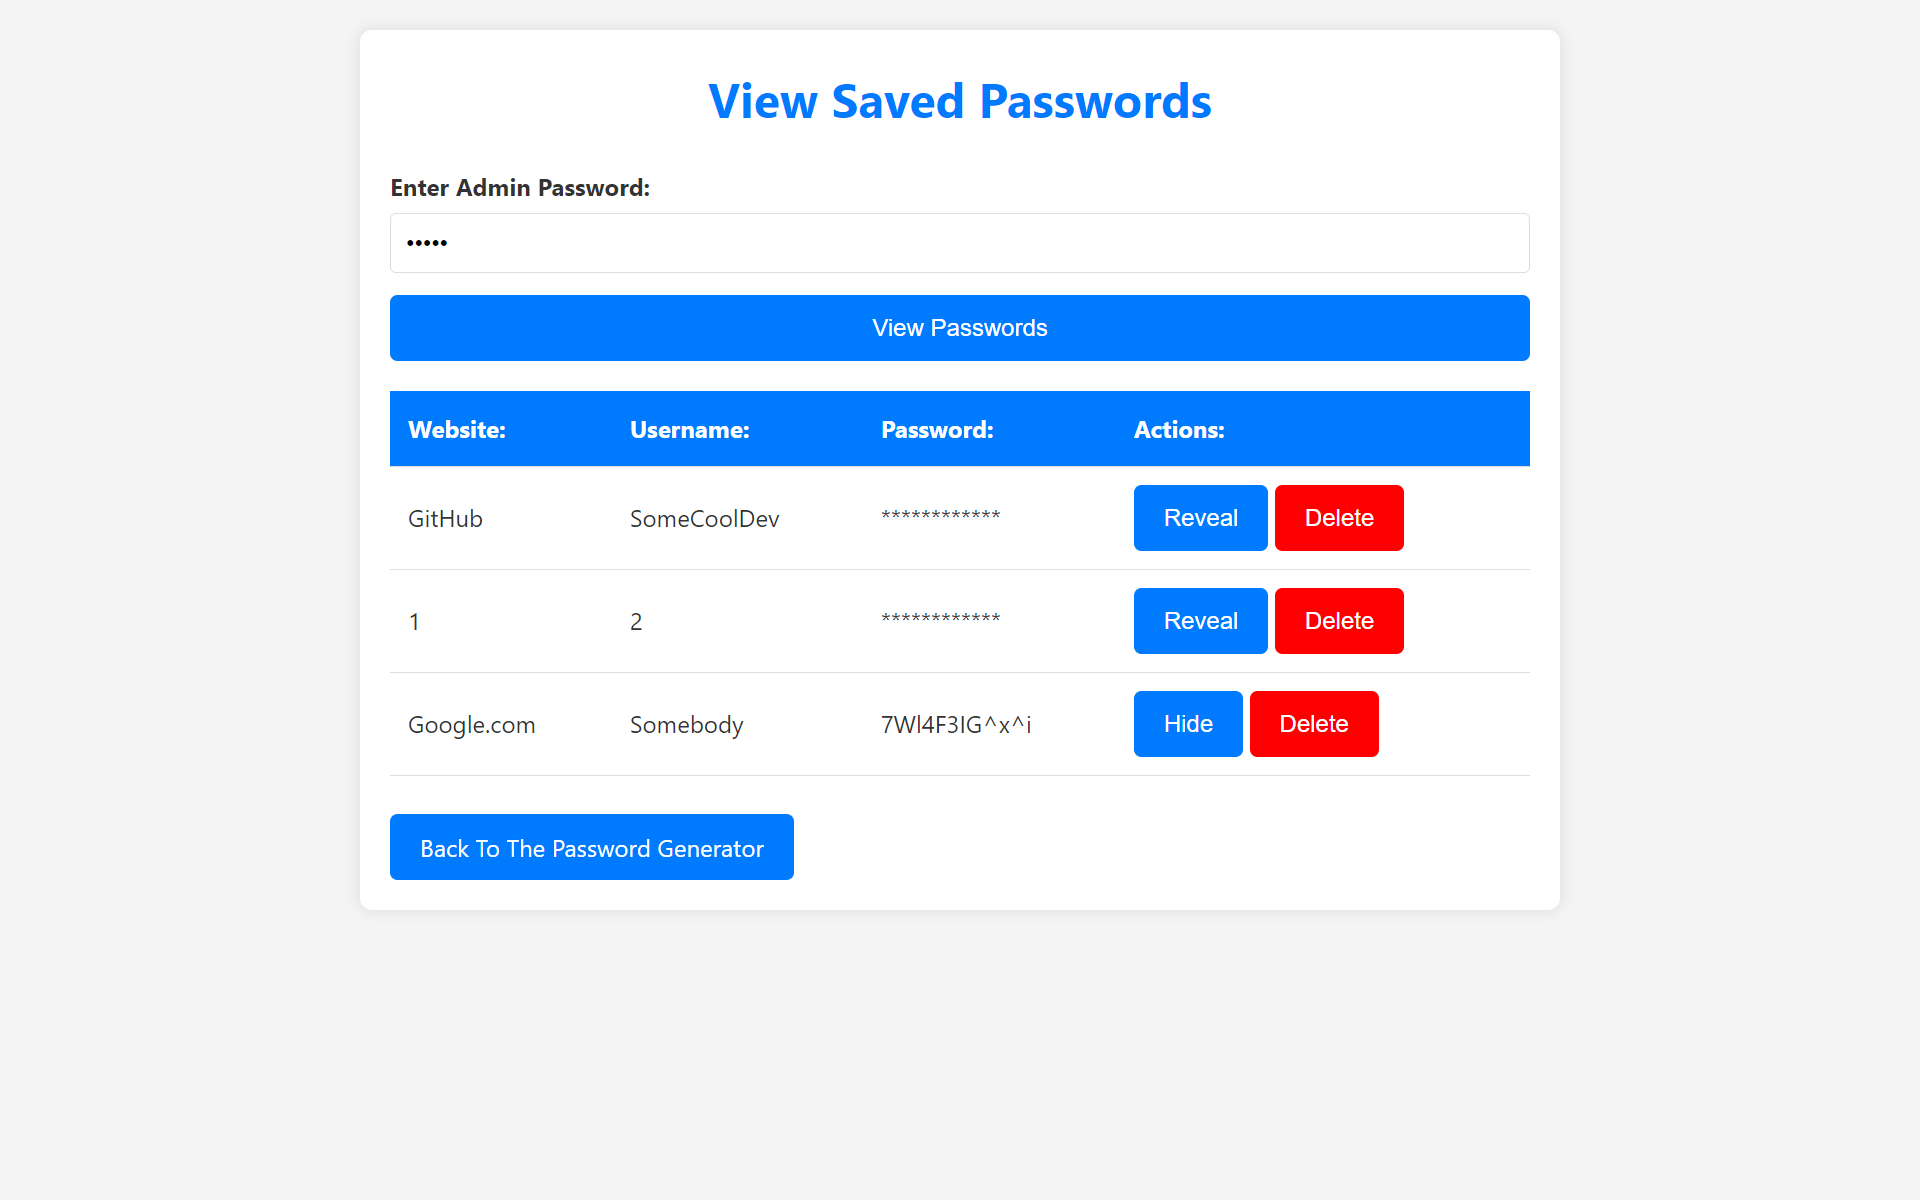 View Saved Passwords
Enter Admin Password:
•••••
View Passwords
Website: Username: Password: Actions:
GitHub SomeCoolDev ************ Reveal Delete
1 2 ************ Reveal Delete
Google.com Somebody 7Wl4F3IG^x^i Hide Delete
Back To The Password Generator